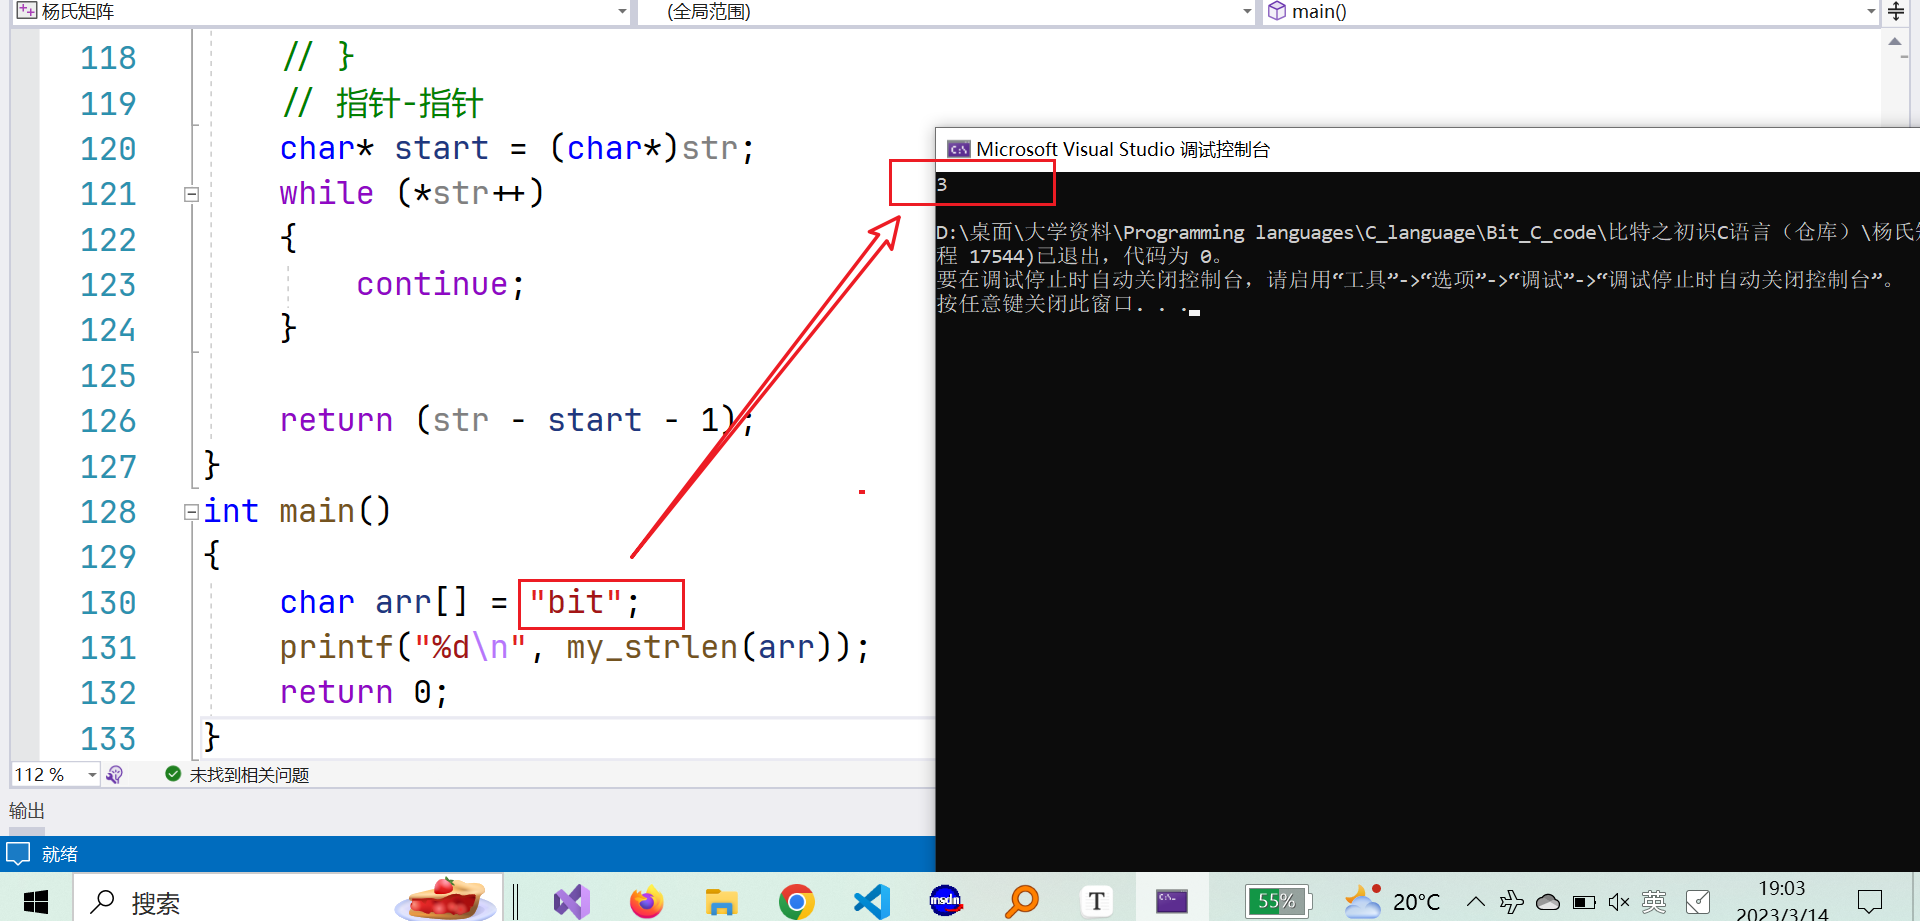 杨氏矩阵
(全局范围)
main()
118 // }
119 // 指针-指针
120 char* start = (char*)str;
121 while (*str++)
122 {
123 continue;
124 }
125
126 return (str - start - 1);
127 }
128 int main()
129 {
130 char arr[] = "bit";
131 printf("%d\n", my_strlen(arr));
132 return 0;
133 }
112 %
未找到相关问题
输出
就绪
Microsoft Visual Studio 调试控制台
3
D:\桌面\大学资料\Programming languages\C_language\Bit_C_code\比特之初识C语言（仓库）\杨氏
程 17544)已退出，代码为 0。
要在调试停止时自动关闭控制台，请启用“工具”->“选项”->“调试”->“调试停止时自动关闭控制台”。
按任意键关闭此窗口. . .
搜索
msdn
T
55%
20°C
英
19:03
2023/3/14